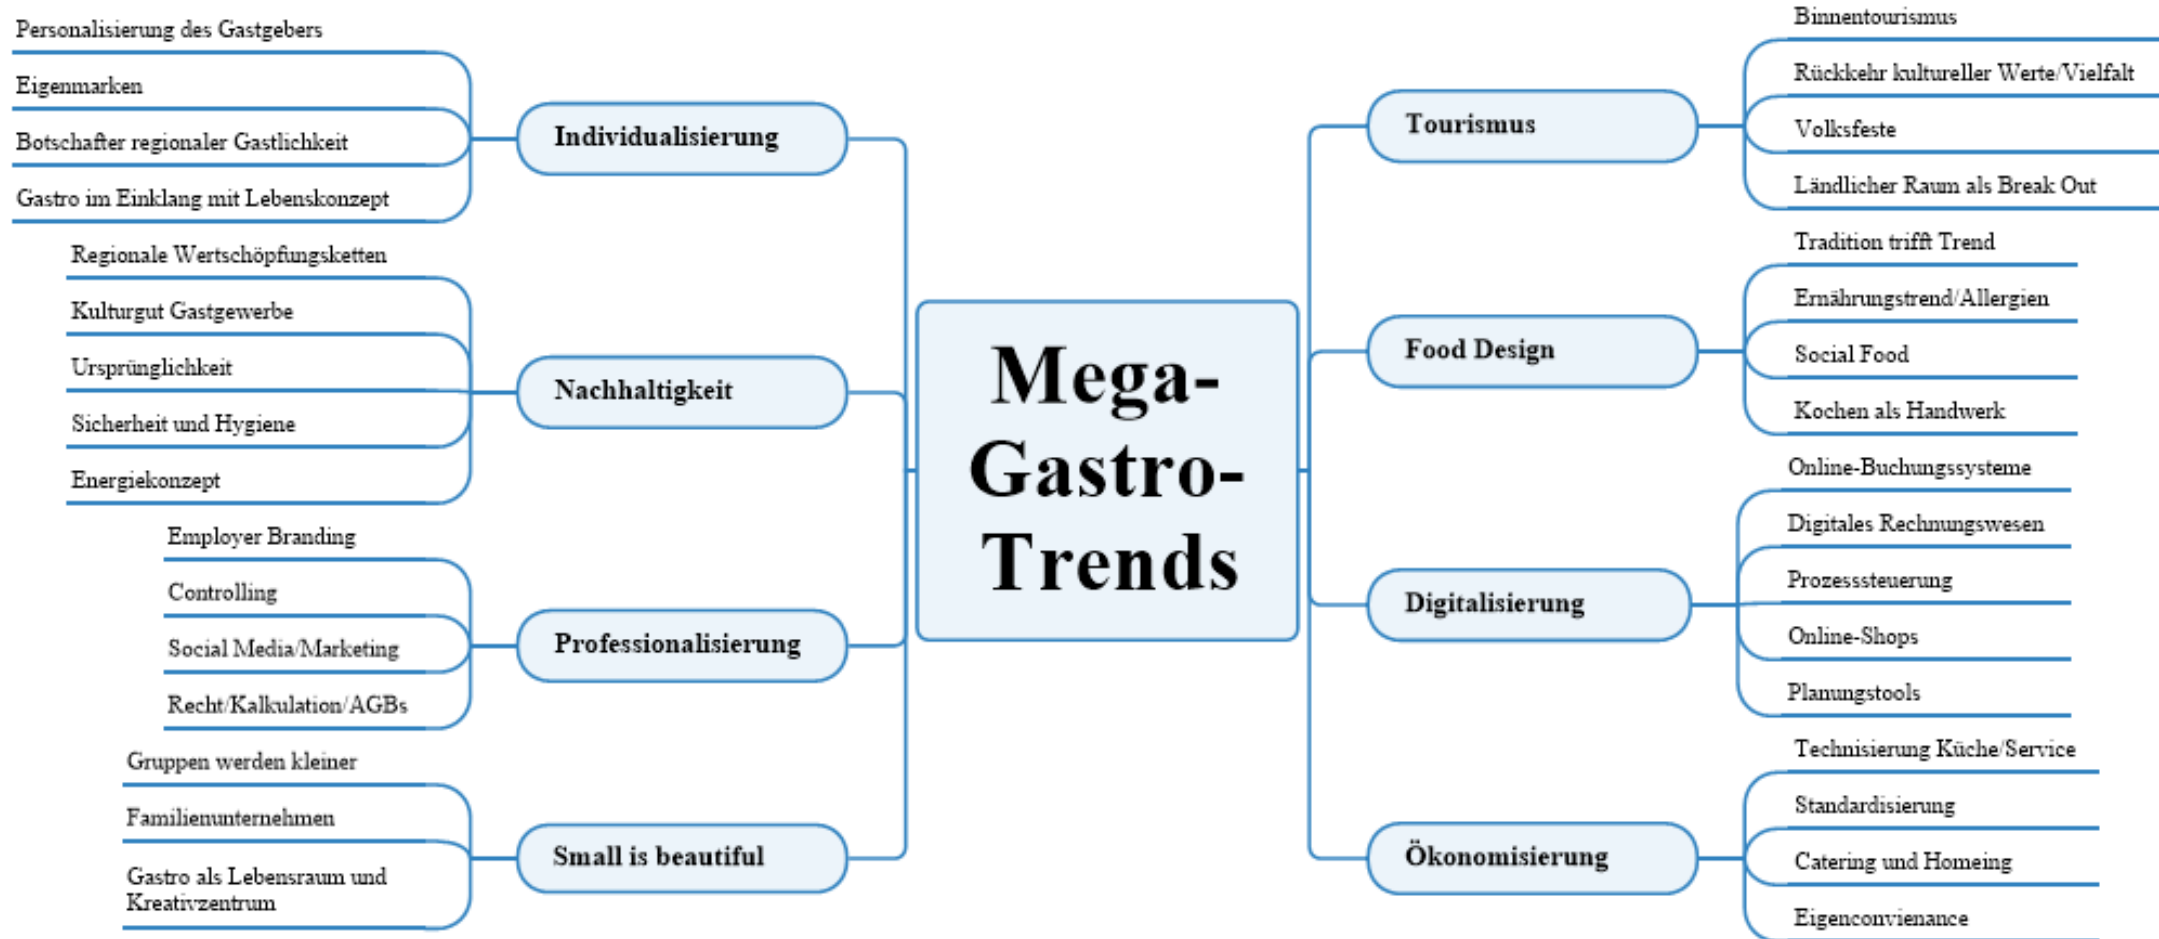 Personalisierung des Gastgebers
Eigenmarken
Botschafter regionaler Gastlichkeit
Gastro im Einklang mit Lebenskonzept
Individualisierung
Regionale Wertschöpfungsketten
Kulturgut Gastgewerbe
Ursprünglichkeit
Sicherheit und Hygiene
Energiekonzept
Nachhaltigkeit
Employer Branding
Controlling
Social Media/Marketing
Recht/Kalkulation/AGBs
Professionalisierung
Gruppen werden kleiner
Familienunternehmen
Gastro als Lebensraum und
Kreativzentrum
Small is beautiful
Mega-
Gastro-
Trends
Tourismus
Binnentourismus
Rückkehr kultureller Werte/Vielfalt
Volksfeste
Ländlicher Raum als Break Out
Food Design
Tradition trifft Trend
Ernährungstrend/Allergien
Social Food
Kochen als Handwerk
Digitalisierung
Online-Buchungssysteme
Digitales Rechnungswesen
Prozesssteuerung
Online-Shops
Planungstools
Ökonomisierung
Technisierung Küche/Service
Standardisierung
Catering und Homeing
Eigenconvienance